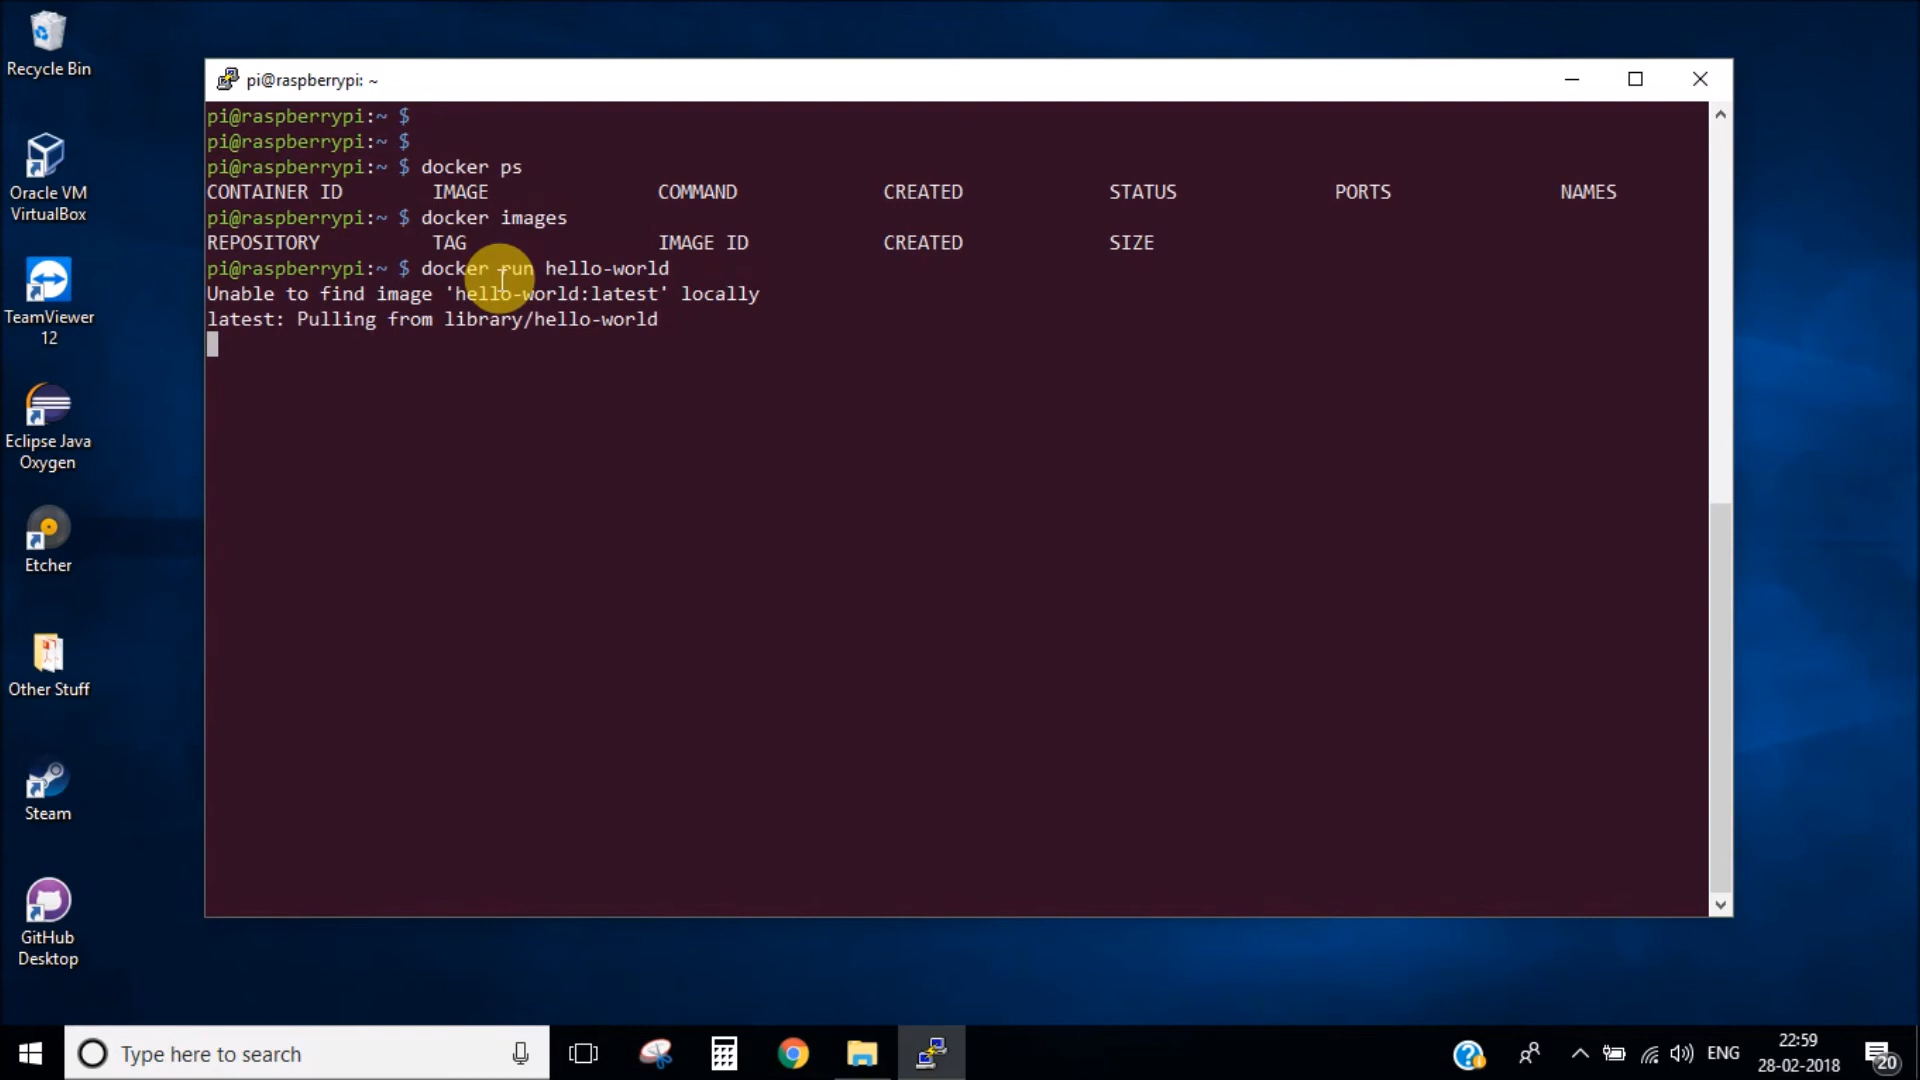 Recycle Bin
Oracle VM
VirtualBox
TeamViewer
12
Eclipse Java
Oxygen
Etcher
Other Stuff
Steam
GitHub
Desktop
pi@raspberrypi: ~
pi@raspberrypi:~ $
pi@raspberrypi:~ $
pi@raspberrypi:~ $ docker ps
CONTAINER ID IMAGE COMMAND CREATED STATUS PORTS NAMES
pi@raspberrypi:~ $ docker images
REPOSITORY TAG IMAGE ID CREATED SIZE
pi@raspberrypi:~ $ docker run hello-world
Unable to find image 'hello-world:latest' locally
latest: Pulling from library/hello-world
Type here to search
ENG
22:59
28-02-2018
20